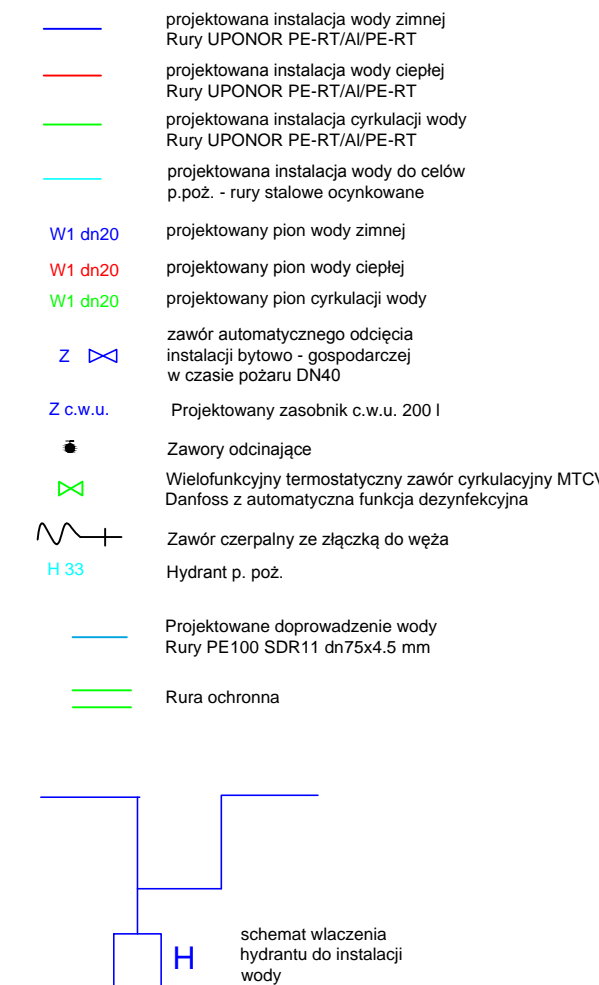 projektowana instalacja wody zimnej
Rury UPONOR PE-RT/Al/PE-RT
projektowana instalacja wody ciepłej
Rury UPONOR PE-RT/Al/PE-RT
projektowana instalacja cyrkulacji wody
Rury UPONOR PE-RT/Al/PE-RT
projektowana instalacja wody do celów
p.poż. - rury stalowe ocynkowane
W1 dn20 projektowany pion wody zimnej
W1 dn20 projektowany pion wody ciepłej
W1 dn20 projektowany pion cyrkulacji wody
zawór automatycznego odcięcia
Z instalacji bytowo - gospodarczej
w czasie pożaru DN40
Z c.w.u. Projektowany zasobnik c.w.u. 200 l
Zawory odcinające
Wielofunkcyjny termostatyczny zawór cyrkulacyjny MTCV
Danfoss z automatyczna funkcja dezynfekcyjna
Zawór czerpalny ze złączką do węża
H 33 Hydrant p. poż.
Projektowane doprowadzenie wody
Rury PE100 SDR11 dn75x4.5 mm
Rura ochronna
schemat wlaczenia
H hydrantu do instalacji
wody